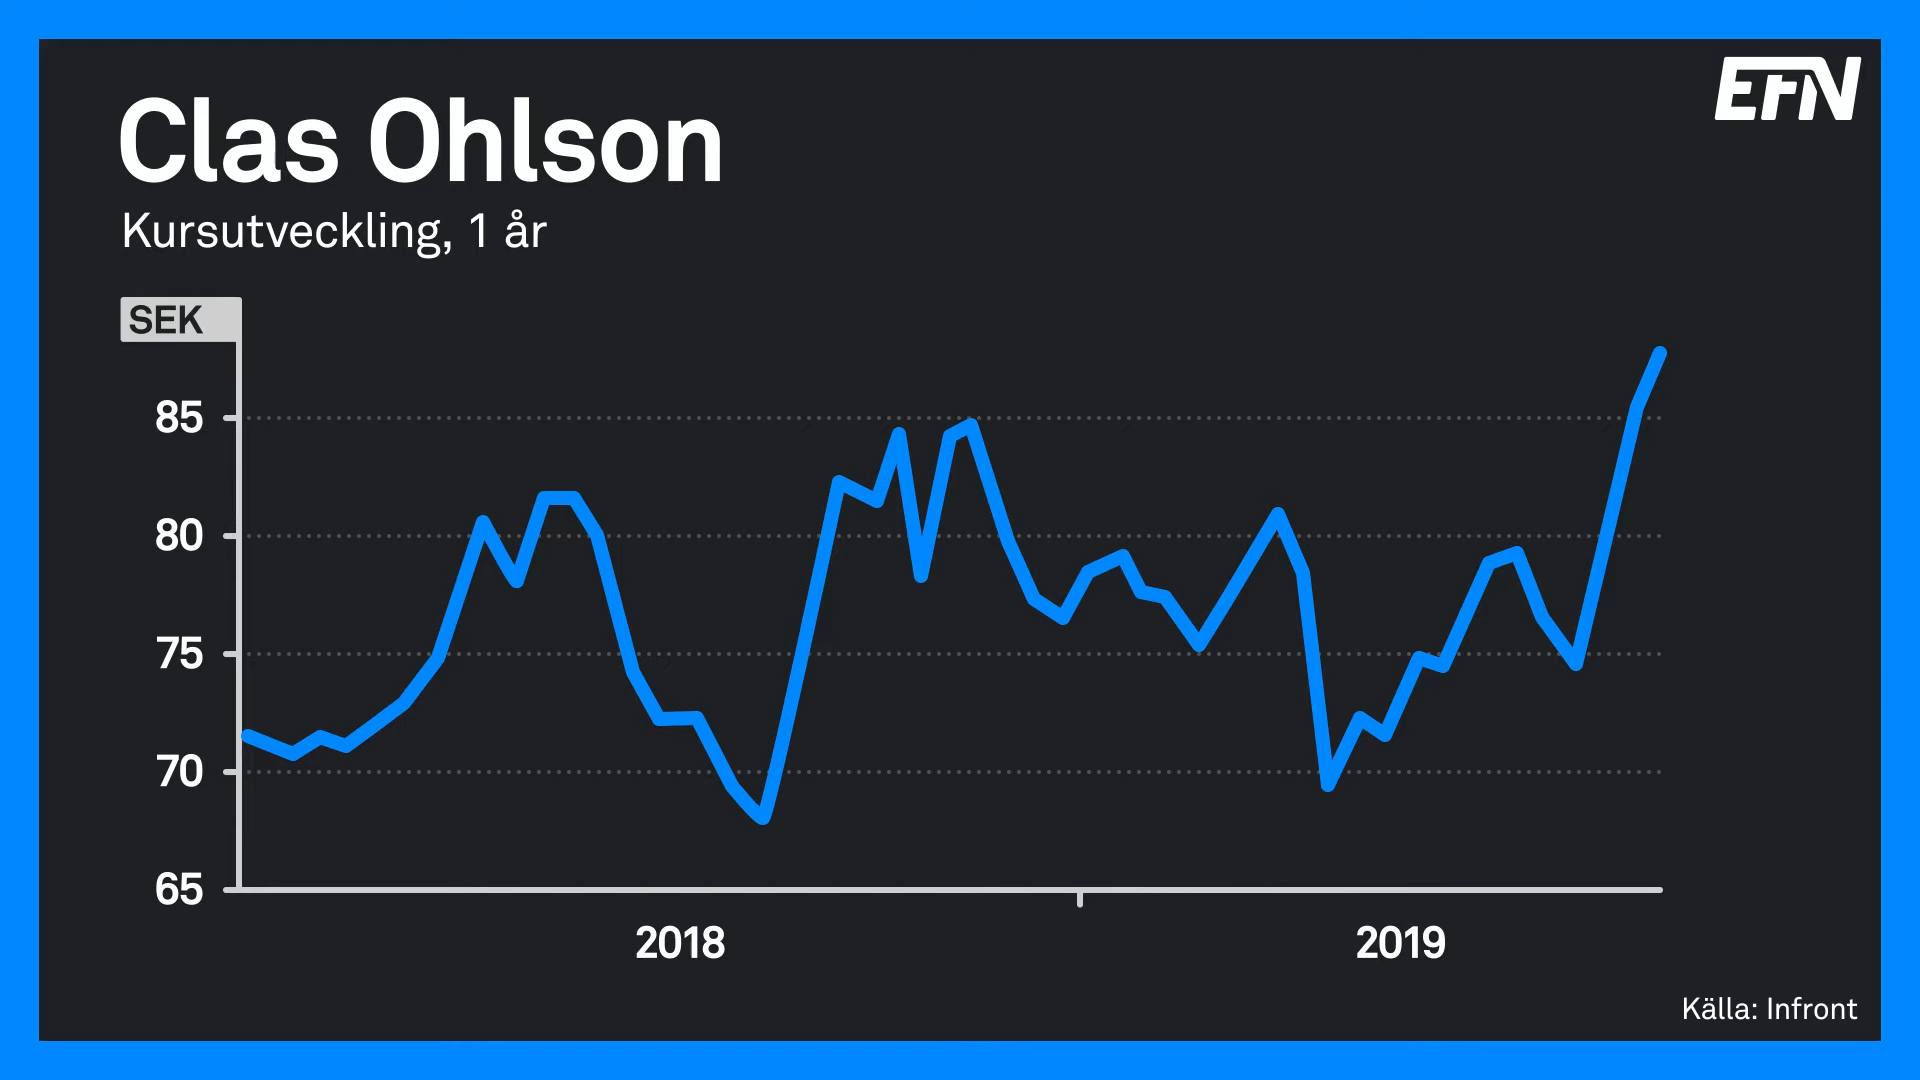 EFN
Clas Ohlson
Kursutveckling, 1 år
SEK
85
80
75
70
65
2018
2019
Källa: Infront